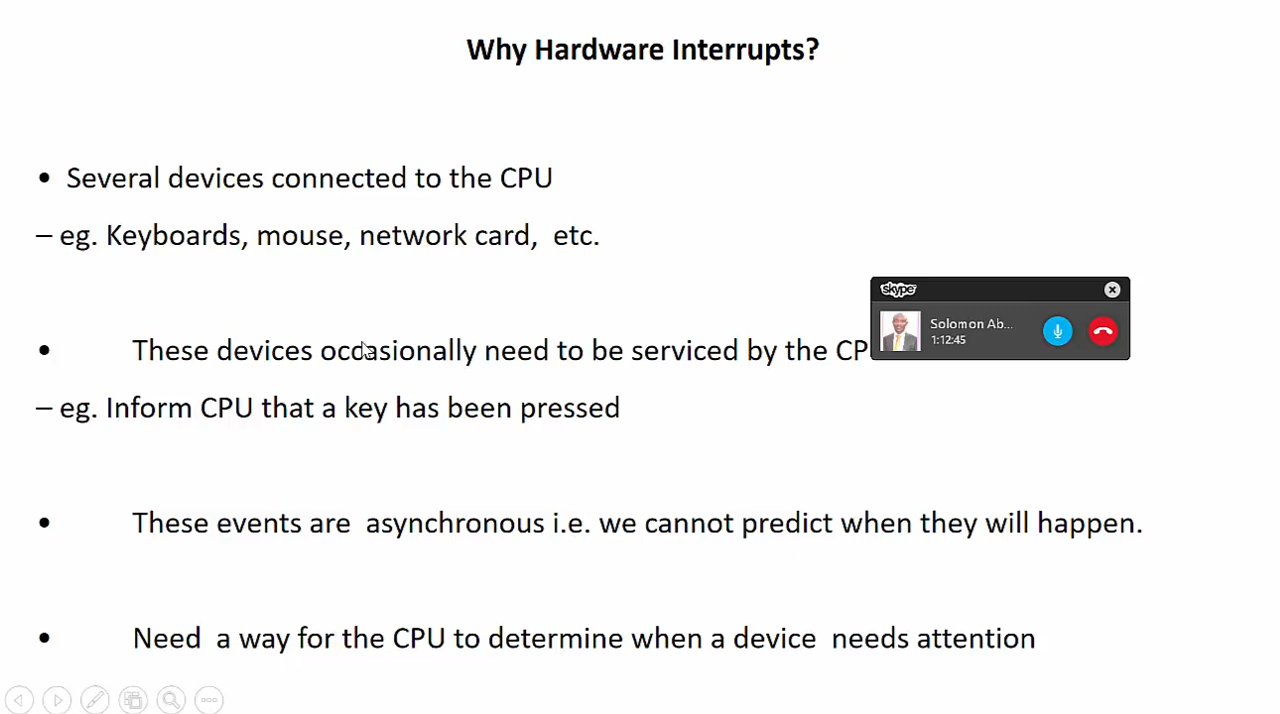 Why Hardware Interrupts?
• Several devices connected to the CPU
– eg. Keyboards, mouse, network card, etc.
• These devices occasionally need to be serviced by the CP
skype
Solomon Ab...
1:12:45
– eg. Inform CPU that a key has been pressed
• These events are asynchronous i.e. we cannot predict when they will happen.
• Need a way for the CPU to determine when a device needs attention